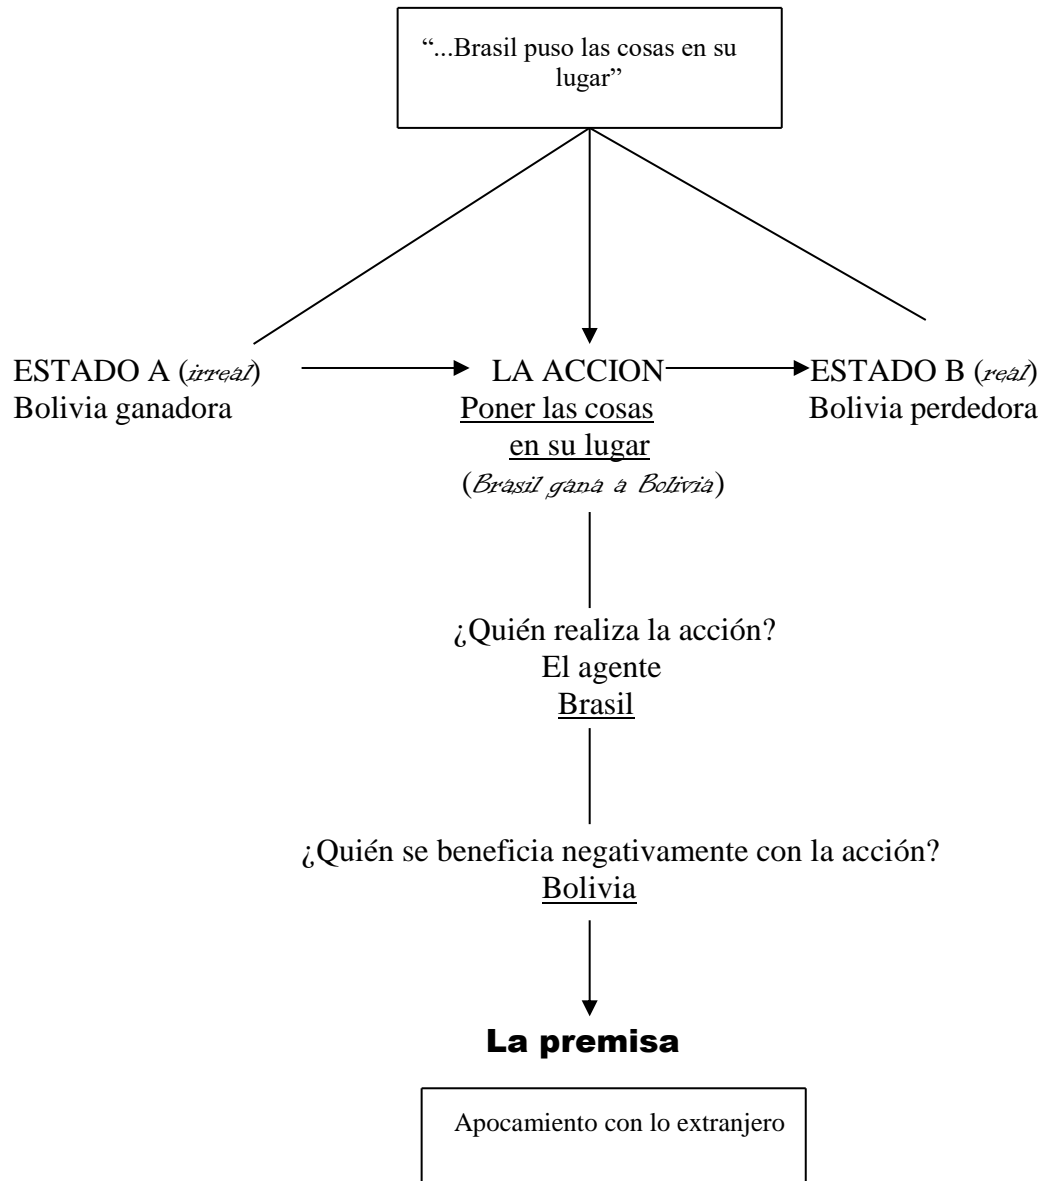 “...Brasil puso las cosas en su
lugar”
ESTADO A (irreal)
Bolivia ganadora
LA ACCION
Poner las cosas
en su lugar
(Brasil gana a Bolivia)
ESTADO B (real)
Bolivia perdedora
¿Quién realiza la acción?
El agente
Brasil
¿Quién se beneficia negativamente con la acción?
Bolivia
La premisa
Apocamiento con lo extranjero